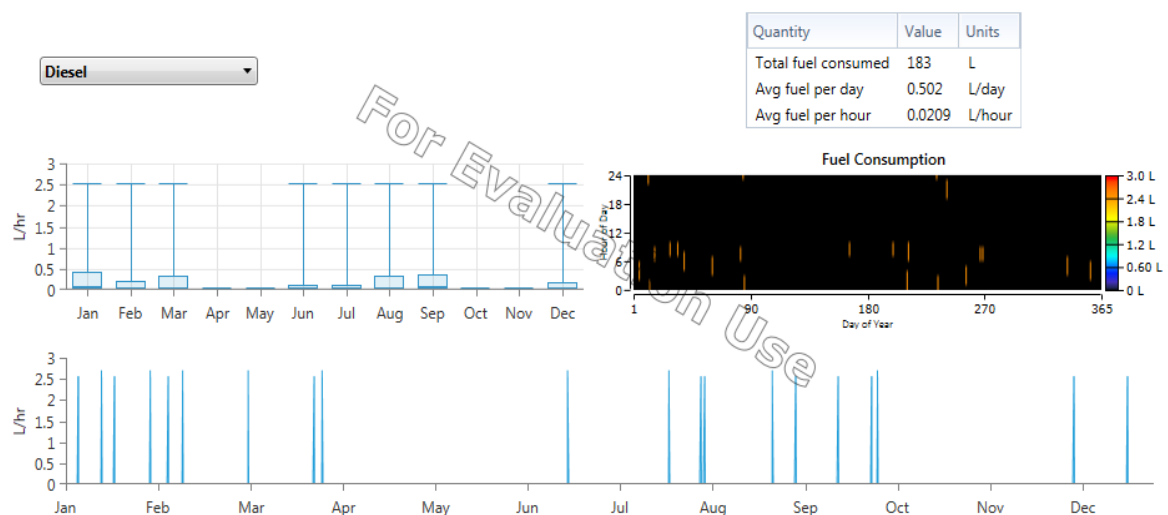 Quantity Value Units
Total fuel consumed 183 L
Avg fuel per day 0.502 L/day
Avg fuel per hour 0.0209 L/hour
Diesel
For Evaluation Use
3
2.5
2
1.5
1
0.5
0
L/hr
Jan Feb Mar Apr May Jun Jul Aug Sep Oct Nov Dec
Fuel Consumption
24
18
12
6
0
Hour of Day
1 90 180 270 365
Day of Year
3.0 L
2.4 L
1.8 L
1.2 L
0.60 L
0 L
3
2.5
2
1.5
1
0.5
0
L/hr
Jan Feb Mar Apr May Jun Jul Aug Sep Oct Nov Dec